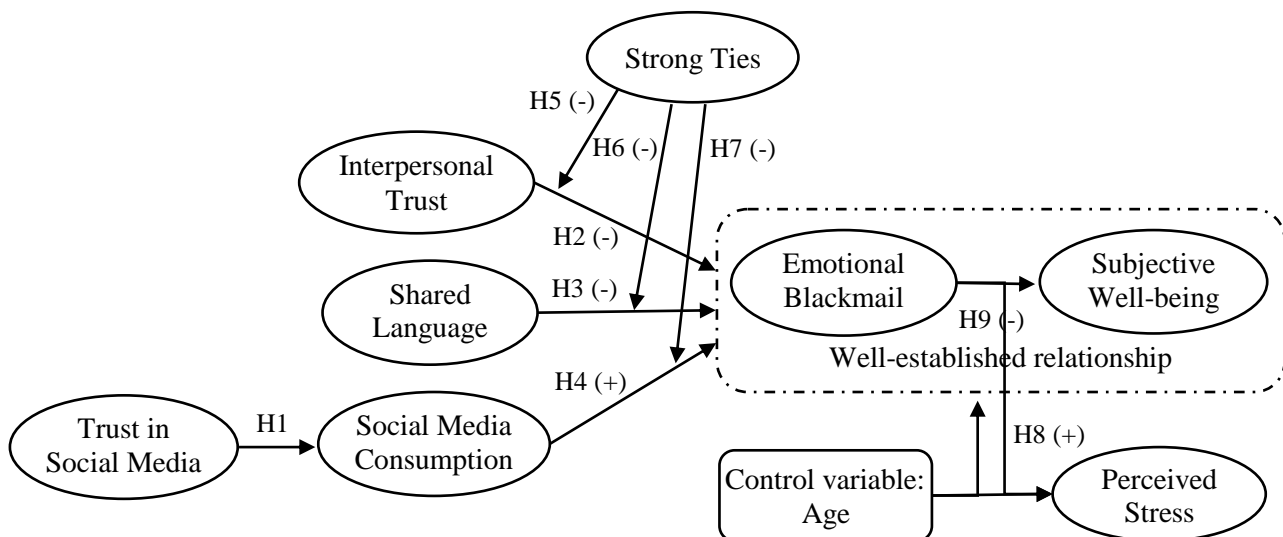 Strong Ties
H5 (-)
H6 (-)
H7 (-)
Interpersonal
Trust
H2 (-)
Emotional
Blackmail
Subjective
Well-being
Shared
Language
H3 (-)
H9 (-)
Well-established relationship
H4 (+)
Trust in
Social Media
H1
Social Media
Consumption
H8 (+)
Control variable:
Age
Perceived
Stress